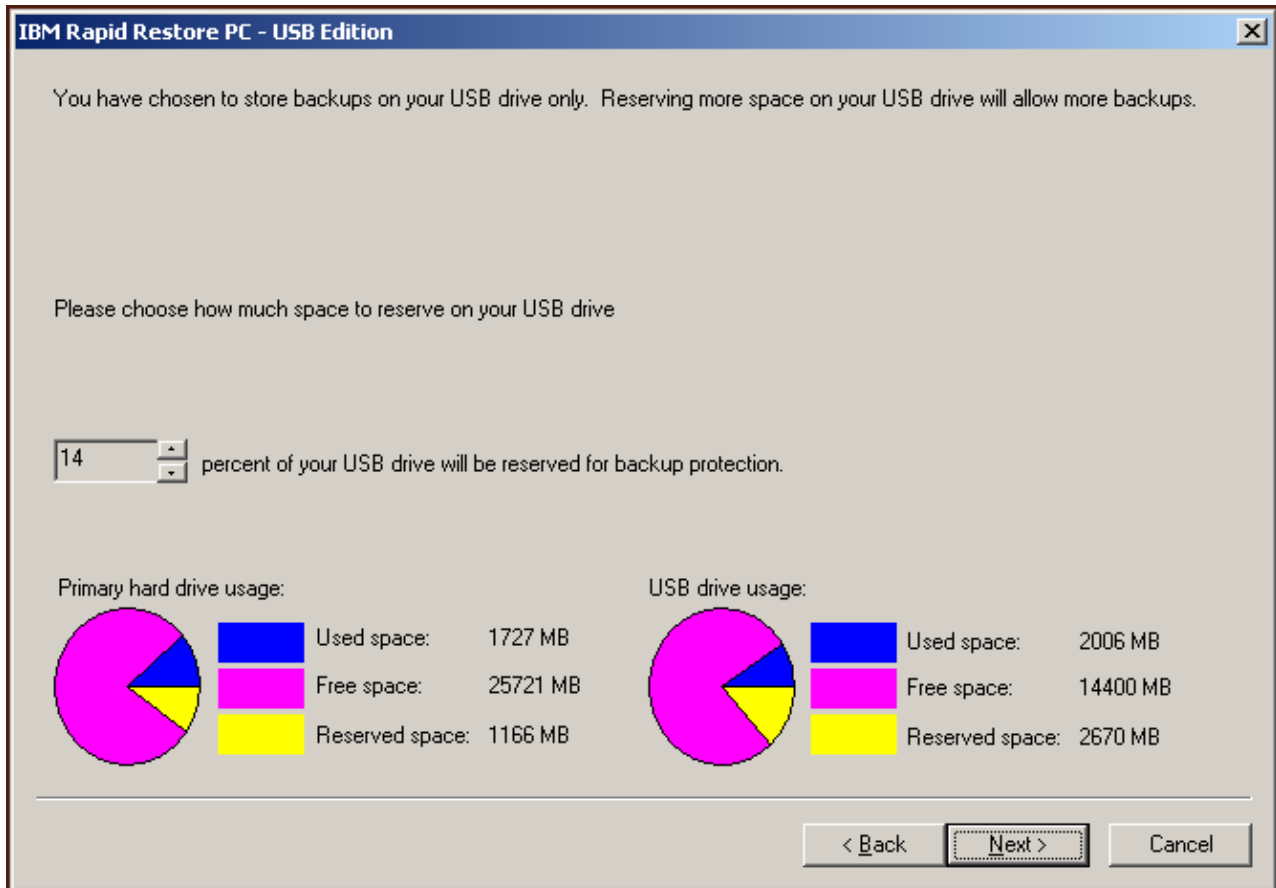 IBM Rapid Restore PC - USB Edition
You have chosen to store backups on your USB drive only.  Reserving more space on your USB drive will allow more backups.
Please choose how much space to reserve on your USB drive
14 percent of your USB drive will be reserved for backup protection.
Primary hard drive usage:
Used space: 1727 MB
Free space: 25721 MB
Reserved space: 1166 MB
USB drive usage:
Used space: 2006 MB
Free space: 14400 MB
Reserved space: 2670 MB
< Back Next > Cancel